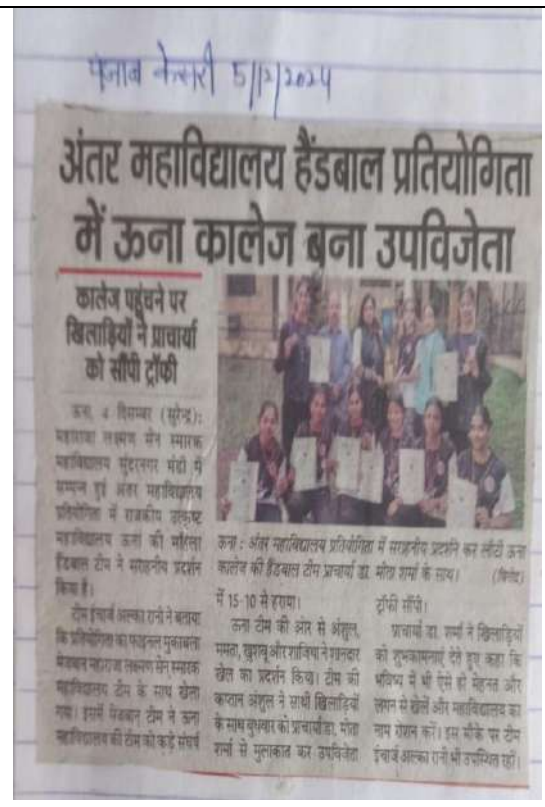 पंजाब केसरी 5/12/2024
अंतर महाविद्यालय हैंडबाल प्रतियोगिता
में ऊना कालेज बना उपविजेता
कालेज पहुंचने पर
खिलाड़ियों ने प्राचार्या
को सौंपी ट्रॉफी
ऊना, 4 दिसम्बर (सुरेन्द्र):
महाराजा लक्ष्मण सेन स्मारक
महाविद्यालय सुंदरनगर मंडी में
सम्पन्न हुई अंतर महाविद्यालय
प्रतियोगिता में राजकीय उत्कृष्ट
महाविद्यालय ऊना की महिला
हैंडबाल टीम ने सराहनीय प्रदर्शन
किया है।
टीम इंचार्ज आल्का रानी ने बताया
कि प्रतियोगिता का फाइनल मुकाबला
मेजबान महाराजा लक्ष्मण सेन स्मारक
महाविद्यालय टीम के साथ खेला
गया। इसमें मेजबान टीम ने ऊना
महाविद्यालय की टीम को कड़े संघर्ष
ऊना : अंतर महाविद्यालय प्रतियोगिता में सराहनीय प्रदर्शन कर लौटी ऊना
कालेज की हैंडबाल टीम प्राचार्या डा. मीता शर्मा के साथ।
में 15-10 से हराया।
ऊना टीम की ओर से अंशुल,
ममता, खुशबू और शाजिया ने शानदार
खेल का प्रदर्शन किया। टीम की
कप्तान अंशुल ने साथी खिलाड़ियों
के साथ बुधवार को प्राचार्या डा. मीता
शर्मा से मुलाकात कर उपविजेता
ट्रॉफी सौंपी।
प्राचार्या डा. शर्मा ने खिलाड़ियों
को शुभकामनाएं देते हुए कहा कि
भविष्य में भी ऐसे ही मेहनत और
लगन से खेलें और महाविद्यालय का
नाम रोशन करें। इस मौके पर टीम
इंचार्ज आल्का रानी भी उपस्थित रहीं।